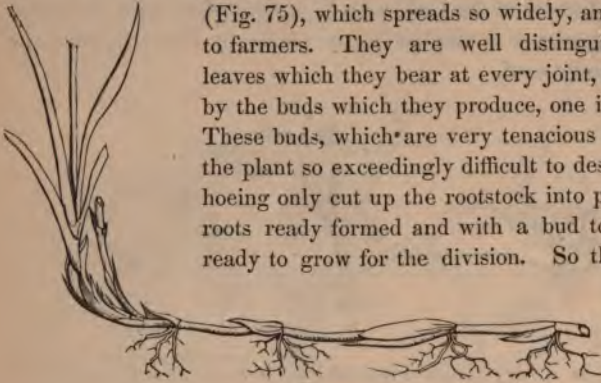 (Fig. 75), which spreads so widely, an
to farmers. They are well distingu
leaves which they bear at every joint,
by the buds which they produce, one i
These buds, which are very tenacious
the plant so exceedingly difficult to des
hoeing only cut up the rootstock into p
roots ready formed and with a bud to
ready to grow for the division. So th